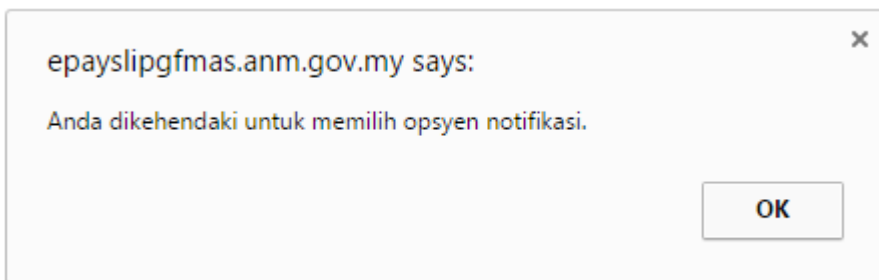 epayslipgfmas.anm.gov.my says:
Anda dikehendaki untuk memilih opsyen notifikasi.
OK